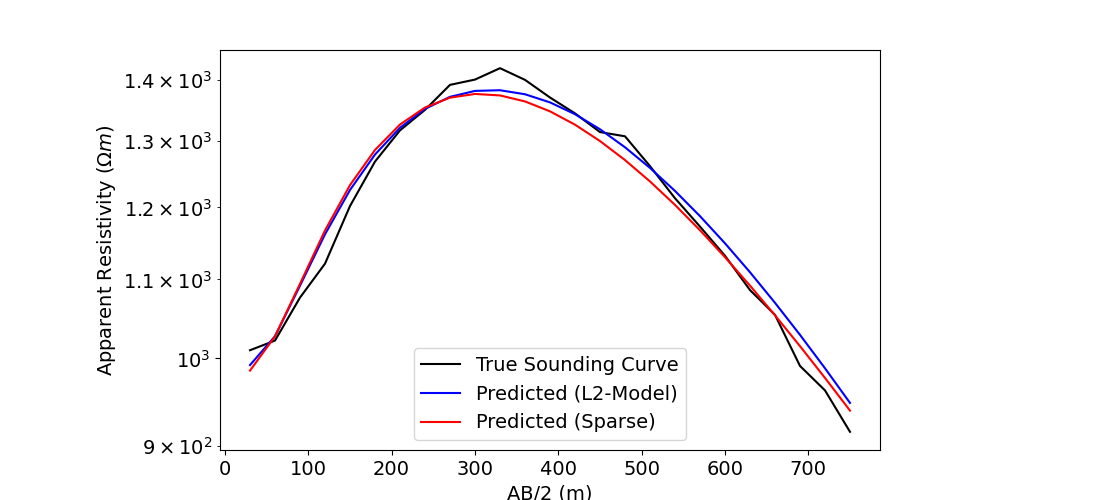 Apparent Resistivity (Ωm)
1.4 × 10³
1.3 × 10³
1.2 × 10³
1.1 × 10³
10³
9 × 10²
True Sounding Curve
Predicted (L2-Model)
Predicted (Sparse)
0 100 200 300 400 500 600 700
AB/2 (m)